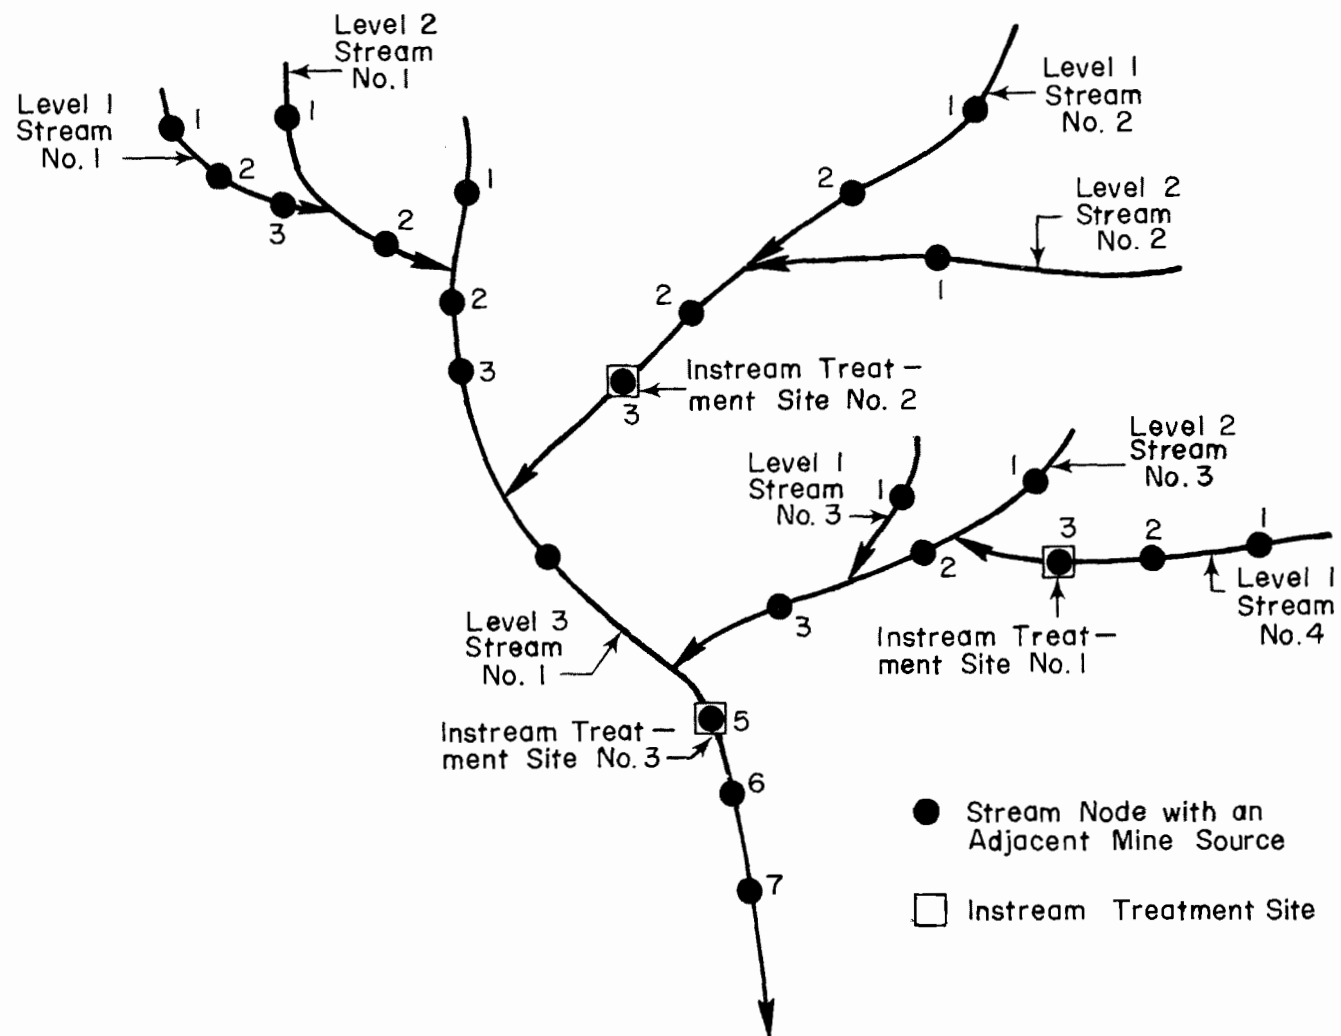 Level 2
Stream
No. 1
Level 1
Stream
No. 1
1
2
3
1
2
1
2
3
Level 1
Stream
No. 2
1
2
Level 2
Stream
No. 2
1
2
3
Instream Treat-
ment Site No. 2
Level 1
Stream
No. 3
1
Level 2
Stream
No. 3
1
2
3
3
2
1
Level 1
Stream
No. 4
Instream Treat-
ment Site No. 1
Level 3
Stream
No. 1
Instream Treat-
ment Site No. 3
5
6
7
Stream Node with an
Adjacent Mine Source
Instream Treatment Site